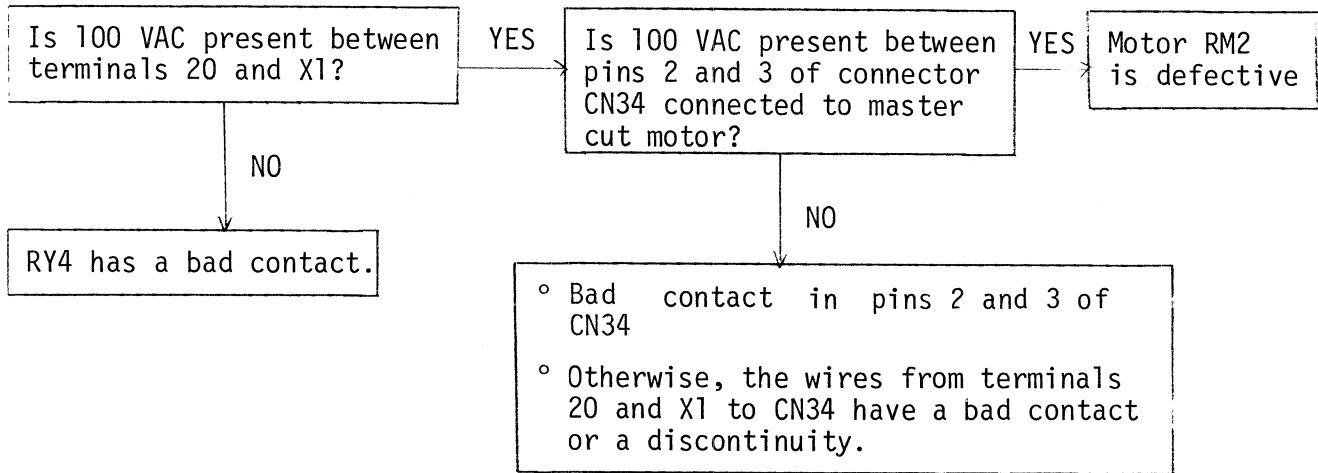 Is 100 VAC present between
terminals 20 and X1?
YES
Is 100 VAC present between
pins 2 and 3 of connector
CN34 connected to master
cut motor?
YES
Motor RM2
is defective
NO
RY4 has a bad contact.
NO
° Bad contact in pins 2 and 3 of
CN34
° Otherwise, the wires from terminals
20 and X1 to CN34 have a bad contact
or a discontinuity.